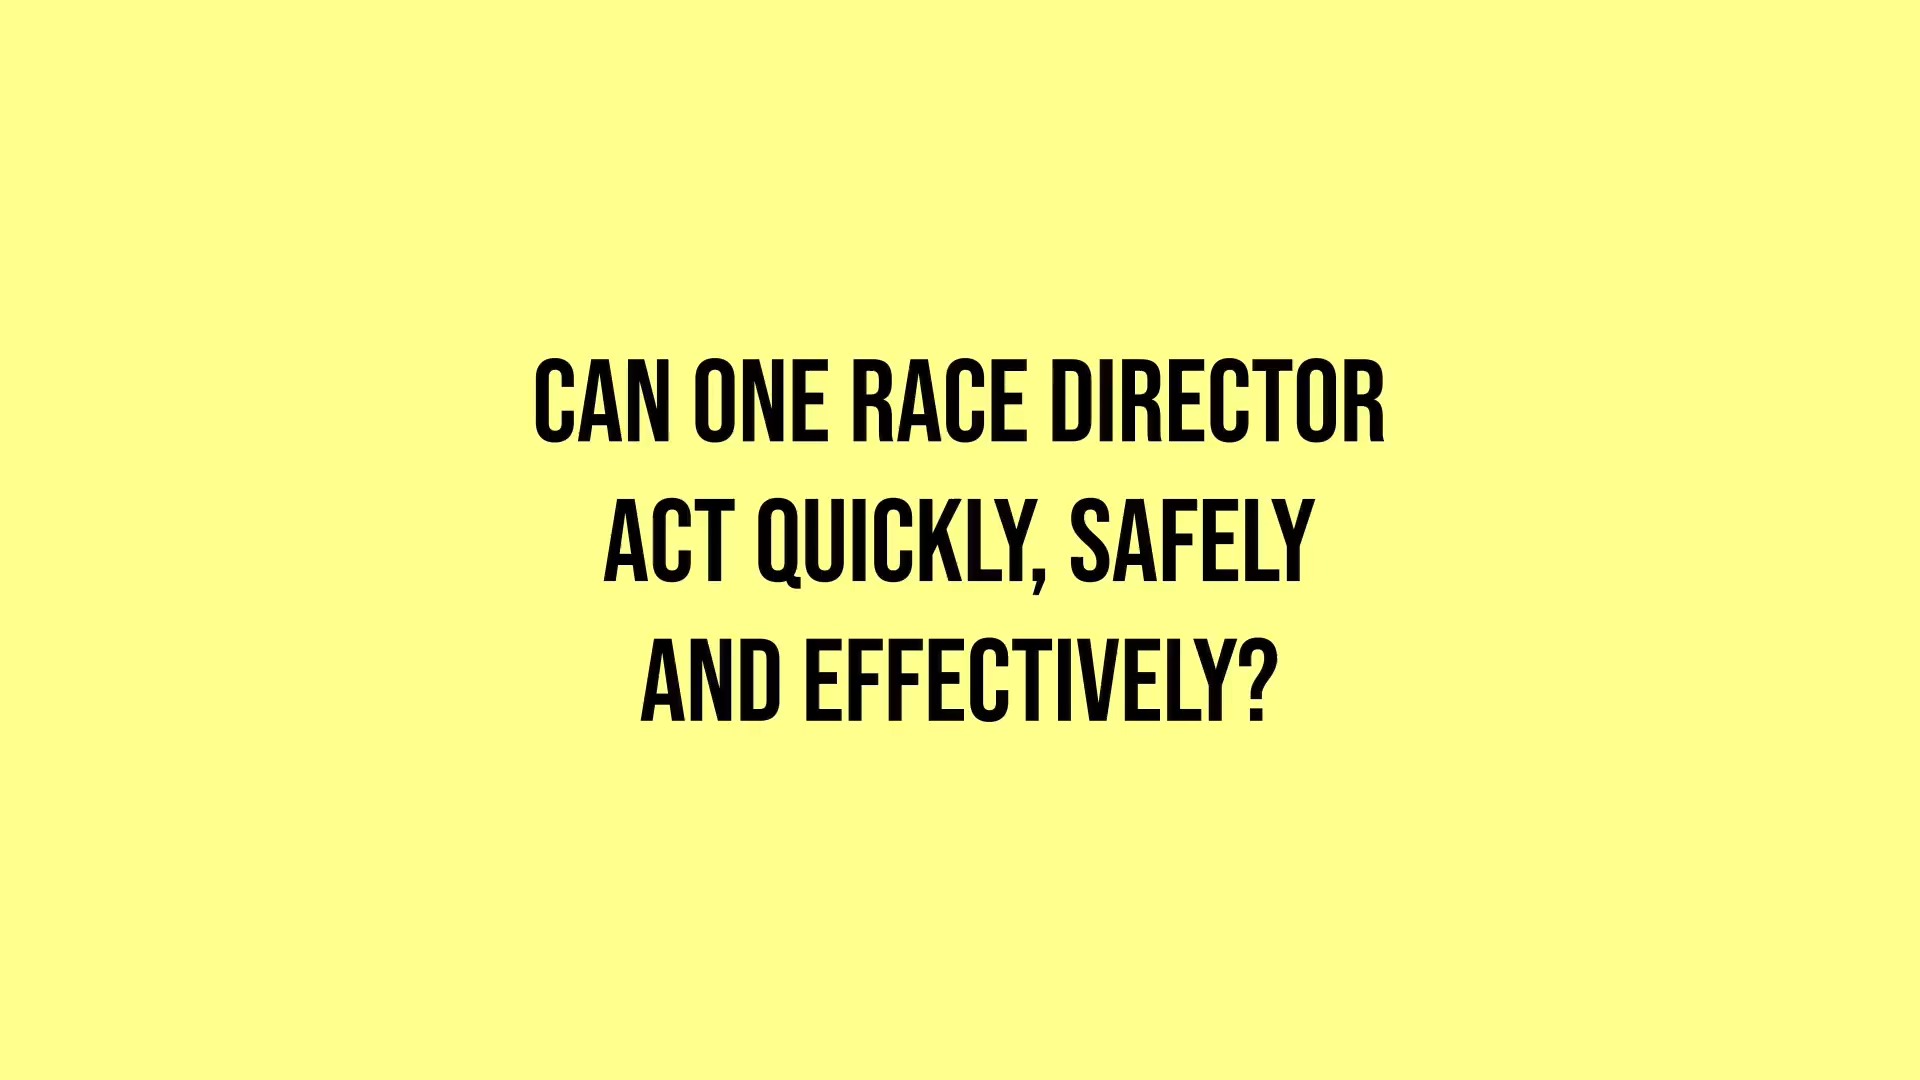 CAN ONE RACE DIRECTOR
ACT QUICKLY, SAFELY
AND EFFECTIVELY?